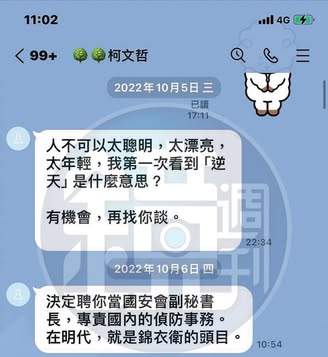 11:02
4G
99+ 🌳🌳柯文哲
2022年10月5日 三
已讀
17:11
人不可以太聰明，太漂亮，
太年輕，我第一次看到「逆
天」是什麼意思？
有機會，再找你談。
22:34
2022年10月6日 四
決定聘你當國安會副秘書
長，專責國內的偵防事務。
在明代，就是錦衣衛的頭目。
10:54
週刊